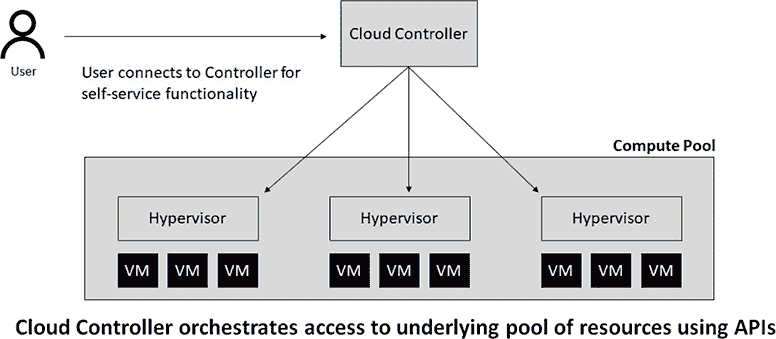 Cloud Controller
User
User connects to Controller for
self-service functionality
Compute Pool
Hypervisor Hypervisor Hypervisor
VM VM VM VM VM VM VM VM VM
Cloud Controller orchestrates access to underlying pool of resources using APIs